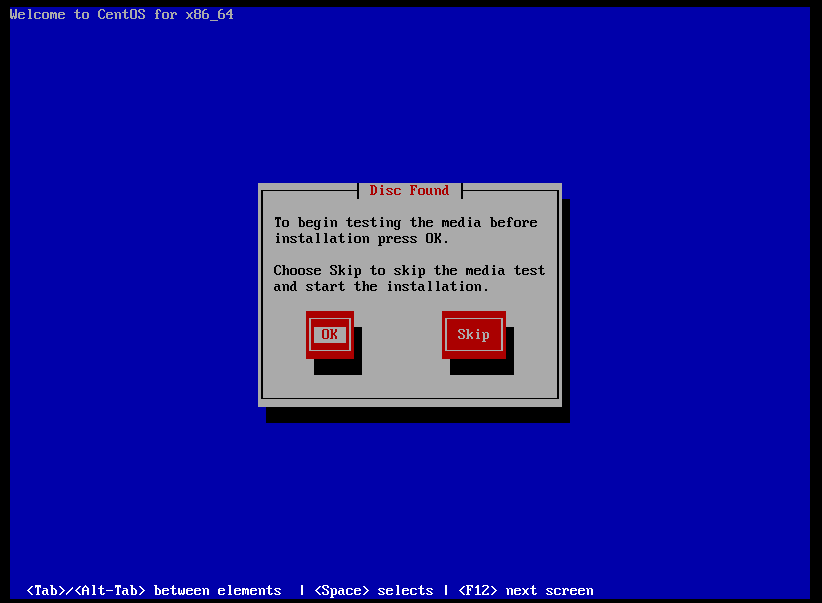 Welcome to CentOS for x86_64
Disc Found
To begin testing the media before
installation press OK.
Choose Skip to skip the media test
and start the installation.
OK Skip
<Tab>/<Alt-Tab> between elements | <Space> selects | <F12> next screen